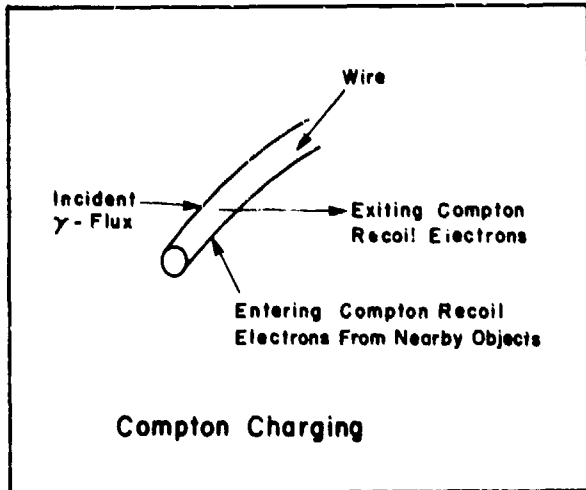 Wire
Incident
γ - Flux
Exiting Compton
Recoil Electrons
Entering Compton Recoil
Electrons From Nearby Objects
Compton Charging